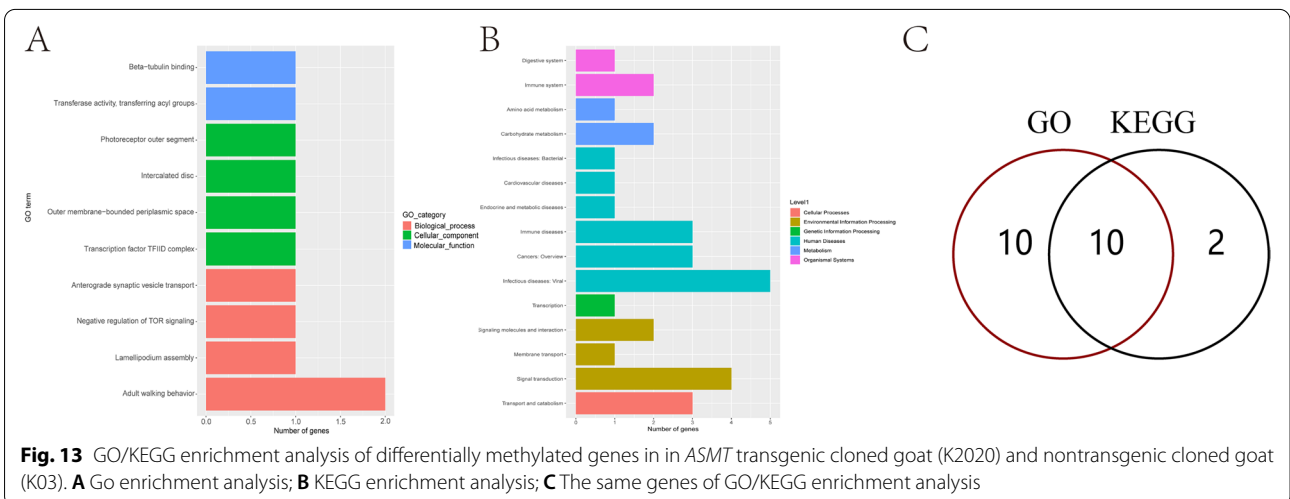 A
Beta−tubulin binding
Transferase activity, transferring acyl groups
Photoreceptor outer segment
Intercalated disc
Outer membrane−bounded periplasmic space
Transcription factor TFIID complex
Anterograde synaptic vesicle transport
Negative regulation of TOR signaling
Lamellipodium assembly
Adult walking behavior
GO term
0.0 0.5 1.0 1.5 2.0
Number of genes
GO_category
Biological_process
Cellular_component
Molecular_function
B
Digestive system
Immune system
Amino acid metabolism
Carbohydrate metabolism
Infectious diseases: Bacterial
Cardiovascular diseases
Endocrine and metabolic diseases
Immune diseases
Cancers: Overview
Infectious diseases: Viral
Transcription
Signaling molecules and interaction
Membrane transport
Signal transduction
Transport and catabolism
0 1 2 3 4 5
Number of genes
Level1
Cellular Processes
Environmental Information Processing
Genetic Information Processing
Human Diseases
Metabolism
Organismal Systems
C
GO KEGG
10 10 2
Fig. 13 GO/KEGG enrichment analysis of differentially methylated genes in in ASMT transgenic cloned goat (K2020) and nontransgenic cloned goat
(K03). A Go enrichment analysis; B KEGG enrichment analysis; C The same genes of GO/KEGG enrichment analysis